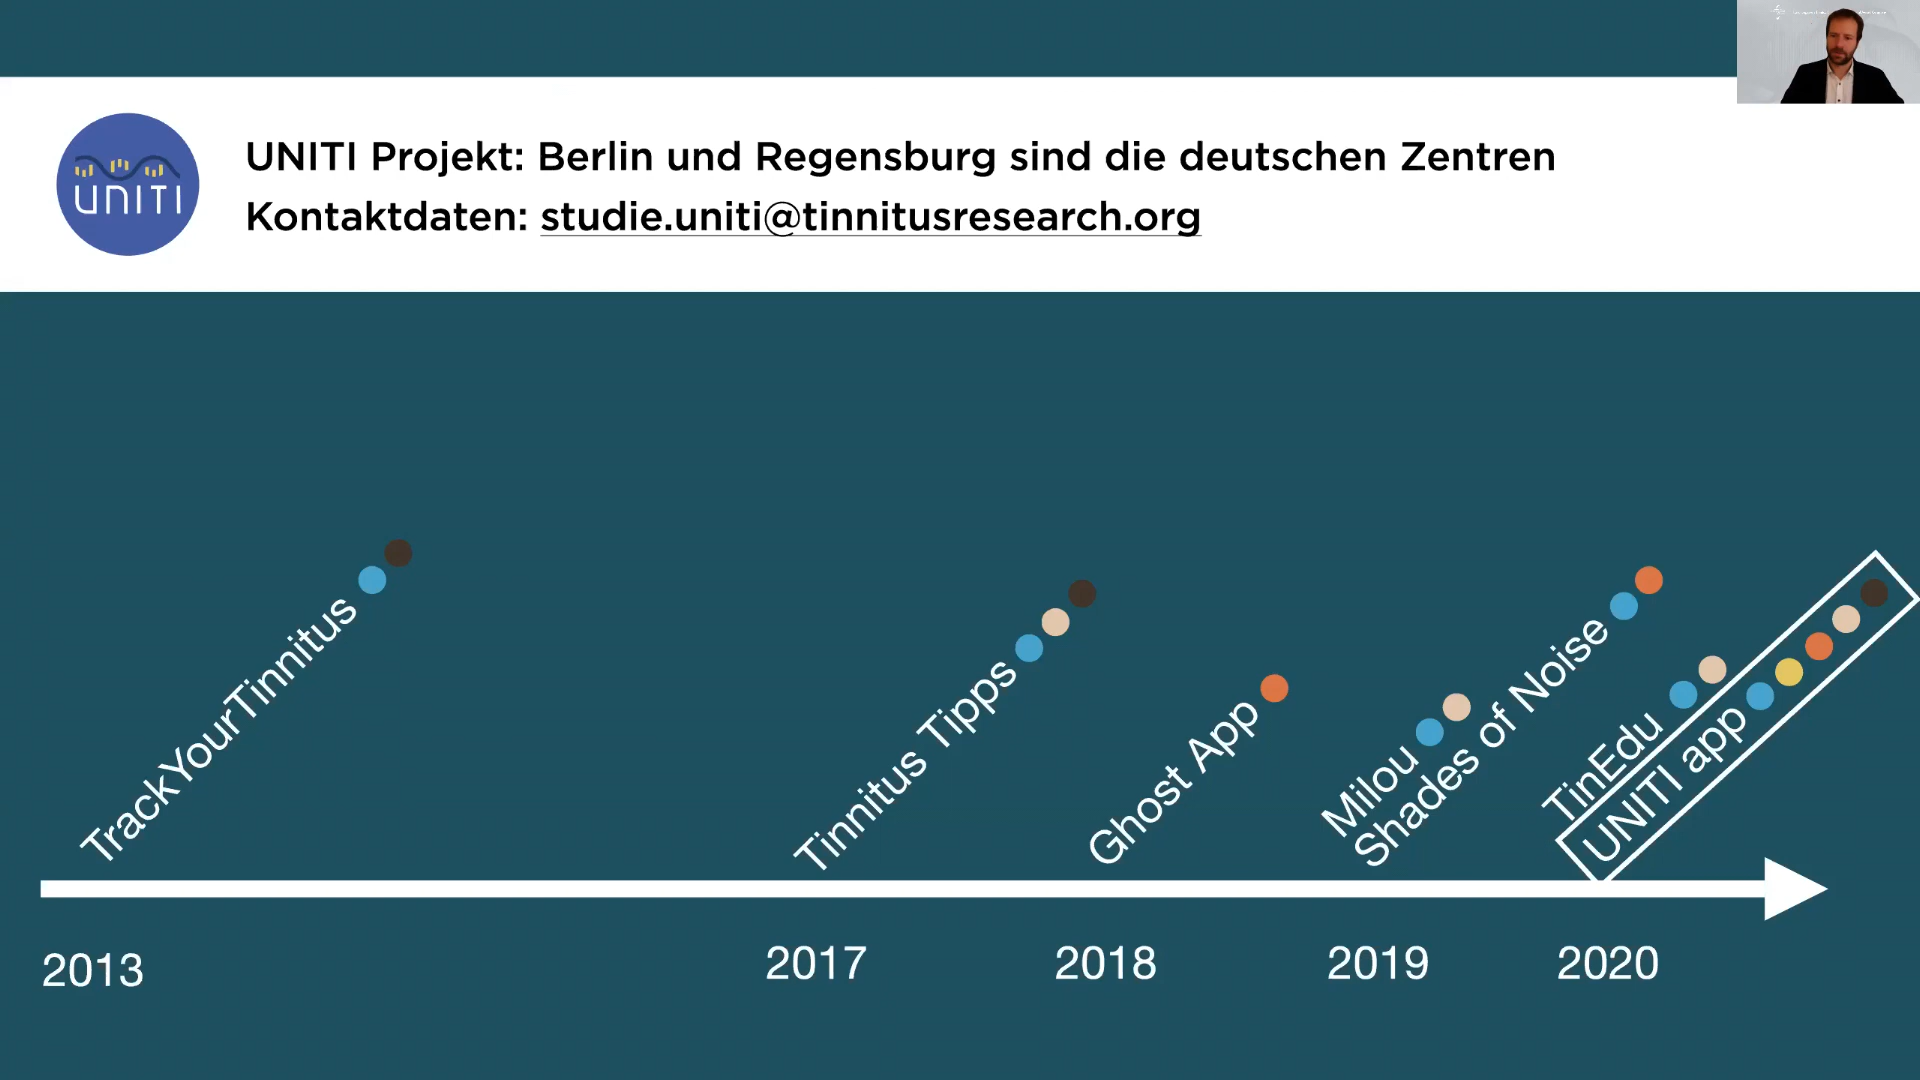 UNITI Projekt: Berlin und Regensburg sind die deutschen Zentren
UNITI
Kontaktdaten: studie.uniti@tinnitusresearch.org
TrackYourTinnitus
Tinnitus Tipps
Ghost App
Milou
Shades of Noise
TinEdu
UNITI app
2013
2017
2018
2019
2020